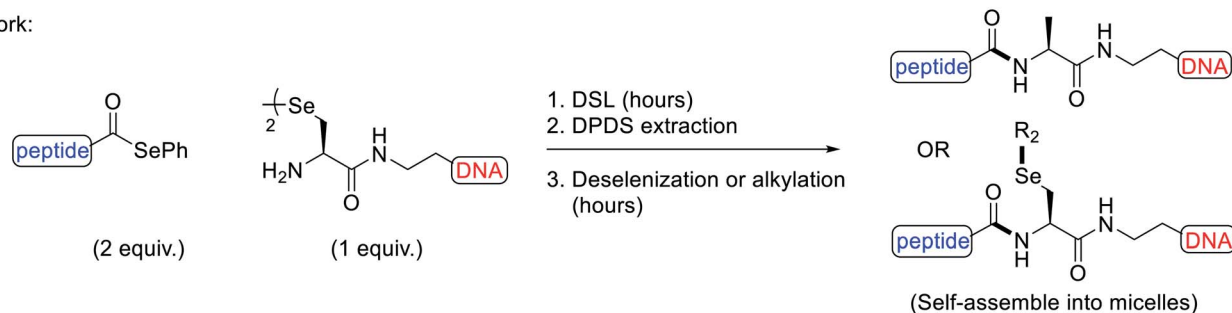 ork:
peptide
O
SePh
(2 equiv.)
2
Se
H2N
O
H
N
DNA
(1 equiv.)
1. DSL (hours)
2. DPDS extraction
3. Deselenization or alkylation
(hours)
peptide
O
N
H
O
H
N
DNA
OR
R2
Se
peptide
O
N
H
O
H
N
DNA
(Self-assemble into micelles)